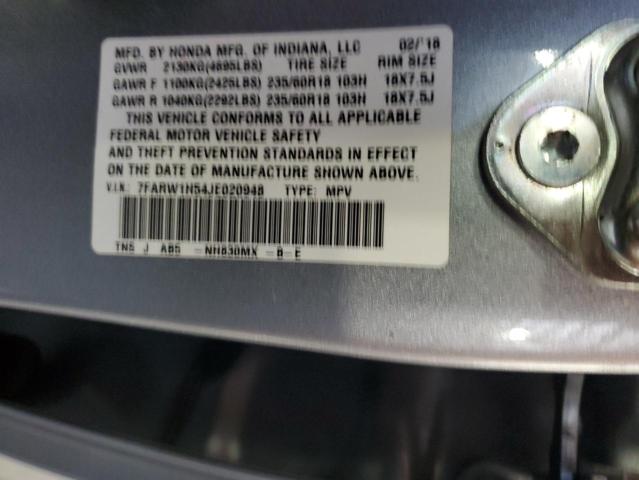 MFD. BY HONDA MFG. OF INDIANA, LLC 02/'18
GVWR 2130KG(4695LBS) TIRE SIZE RIM SIZE
GAWR F 1100KG(2425LBS) 235/60R18 103H 18X7.5J
GAWR R 1040KG(2292LBS) 235/60R18 103H 18X7.5J
THIS VEHICLE CONFORMS TO ALL APPLICABLE
FEDERAL MOTOR VEHICLE SAFETY
AND THEFT PREVENTION STANDARDS IN EFFECT
ON THE DATE OF MANUFACTURE SHOWN ABOVE.
V.I.N.: 7FARW1H54JE020948 TYPE: MPV
J A85 NH830MX B E